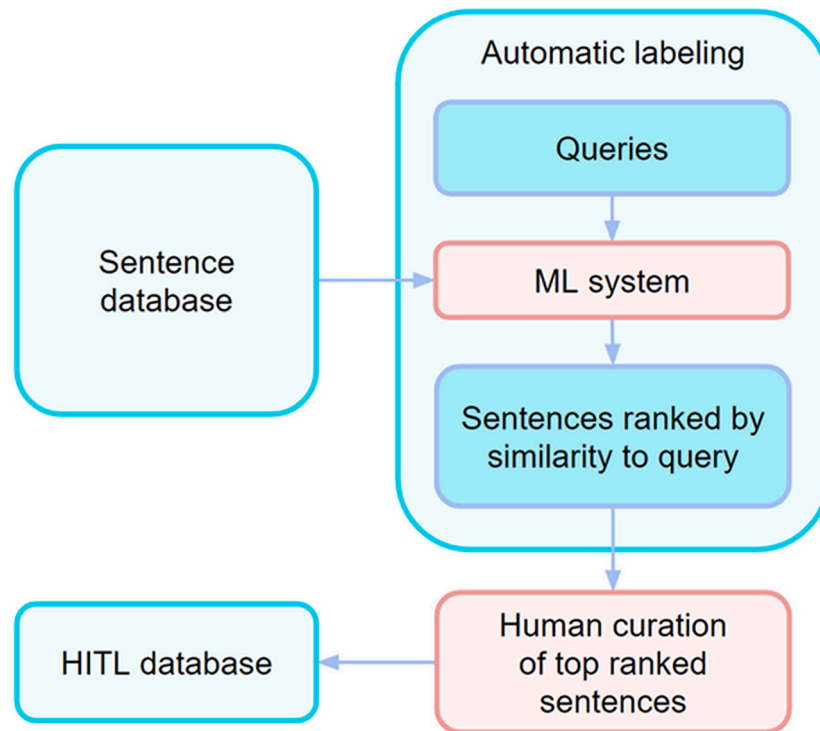 Automatic labeling
Queries
Sentence
database
ML system
Sentences ranked by
similarity to query
HITL database
Human curation
of top ranked
sentences